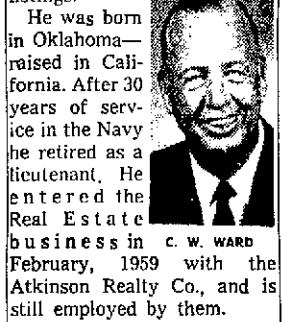 He was born
in Oklahoma—
raised in Cali-
fornia. After 30
years of serv-
ice in the Navy
he retired as a
lieutenant. He
entered the
Real Estate
business in
C. W. WARD
February, 1959 with the
Atkinson Realty Co., and is
still employed by them.